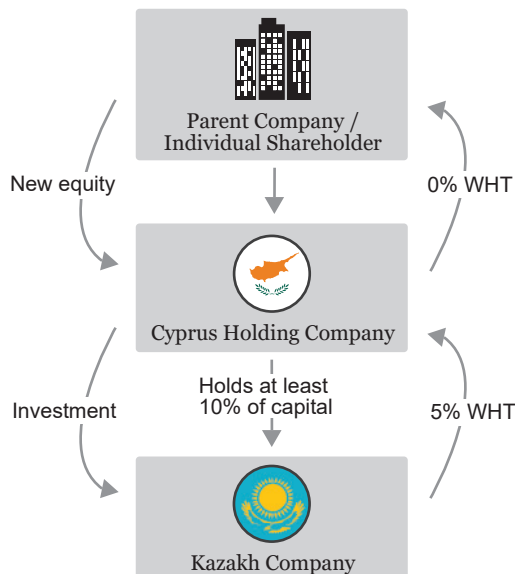 Parent Company /
Individual Shareholder
New equity
0% WHT
Cyprus Holding Company
Holds at least
10% of capital
Investment
5% WHT
Kazakh Company